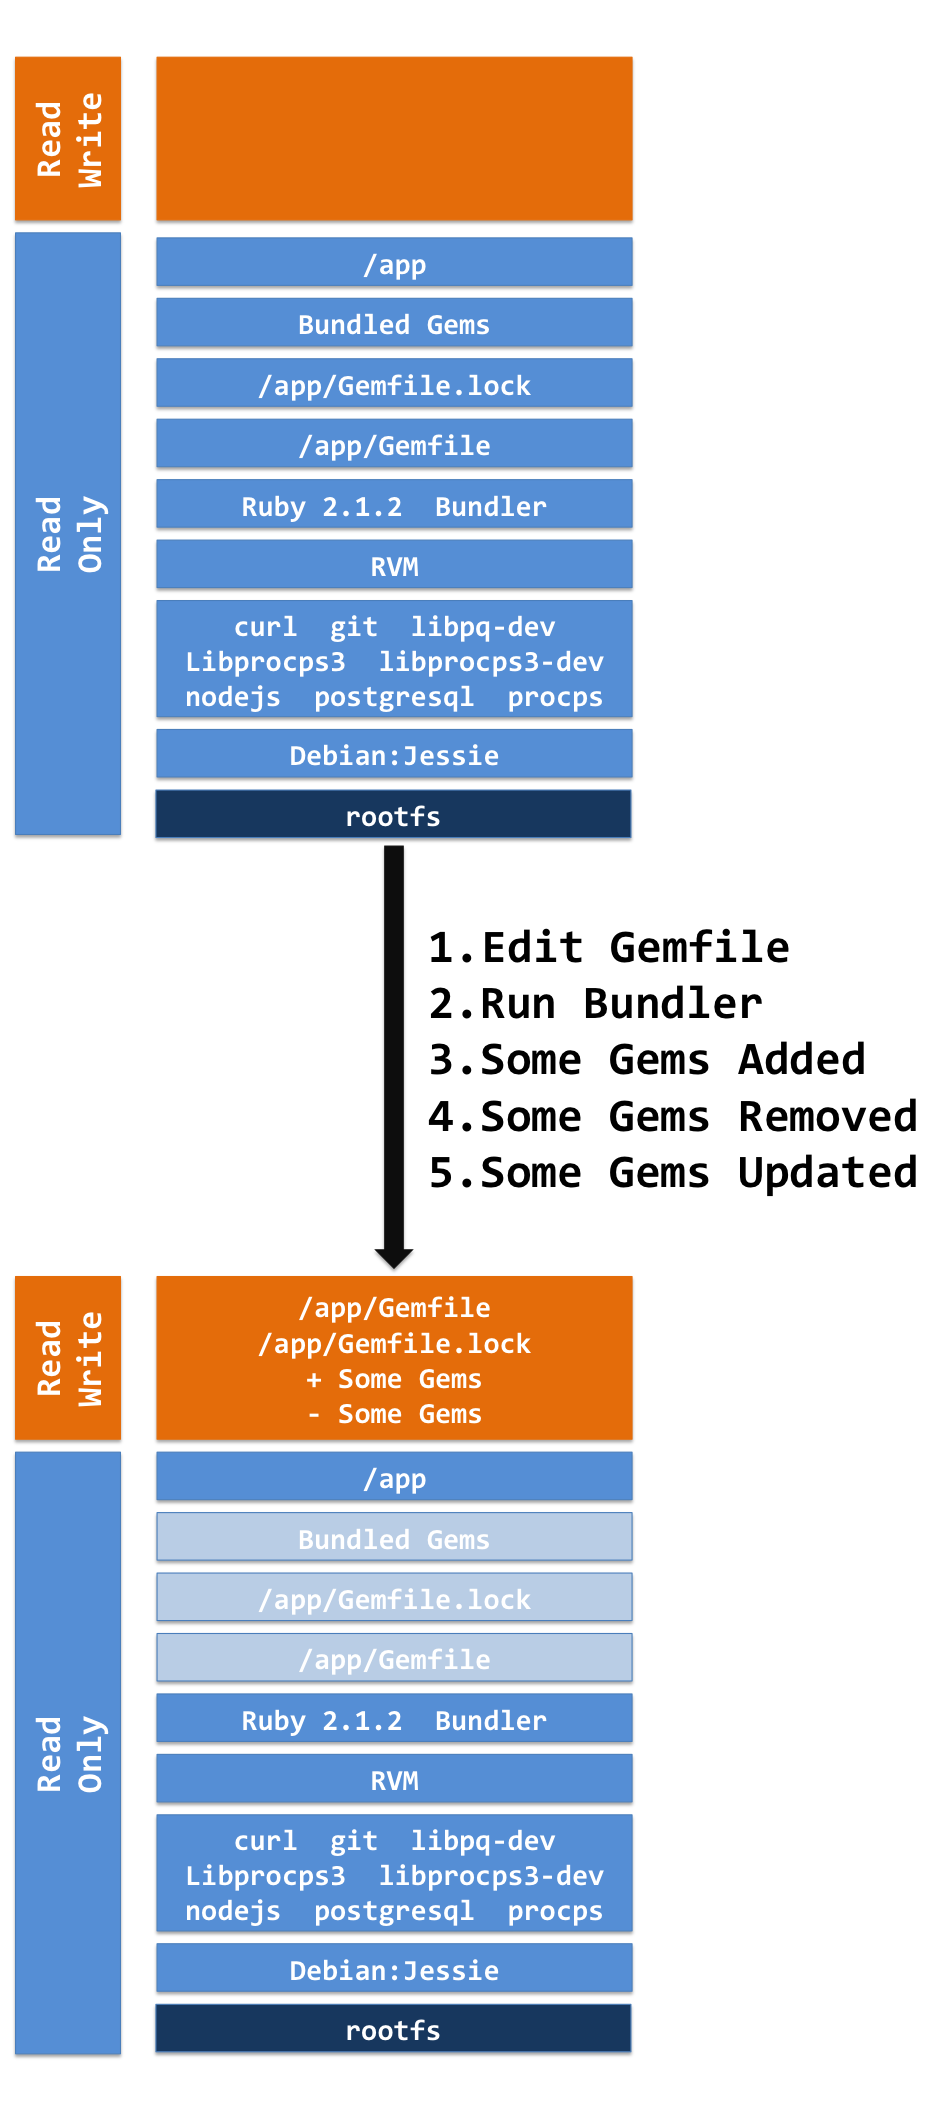 Read
Write
/app
Bundled Gems
/app/Gemfile.lock
/app/Gemfile
Ruby 2.1.2  Bundler
RVM
curl  git  libpq-dev
Libprocps3  libprocps3-dev
nodejs  postgresql  procps
Debian:Jessie
rootfs
Read
Only
1.Edit Gemfile
2.Run Bundler
3.Some Gems Added
4.Some Gems Removed
5.Some Gems Updated
Read
Write
/app/Gemfile
/app/Gemfile.lock
+ Some Gems
- Some Gems
/app
Bundled Gems
/app/Gemfile.lock
/app/Gemfile
Ruby 2.1.2  Bundler
RVM
curl  git  libpq-dev
Libprocps3  libprocps3-dev
nodejs  postgresql  procps
Debian:Jessie
rootfs
Read
Only